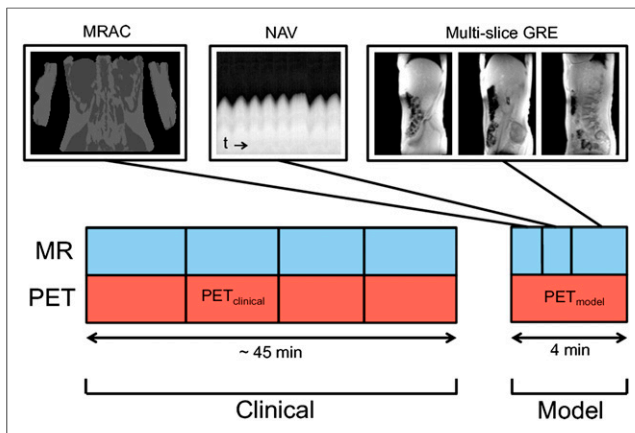 MRAC
NAV
Multi-slice GRE
t →
MR
PET
PETclinical
PETmodel
~ 45 min
4 min
Clinical
Model